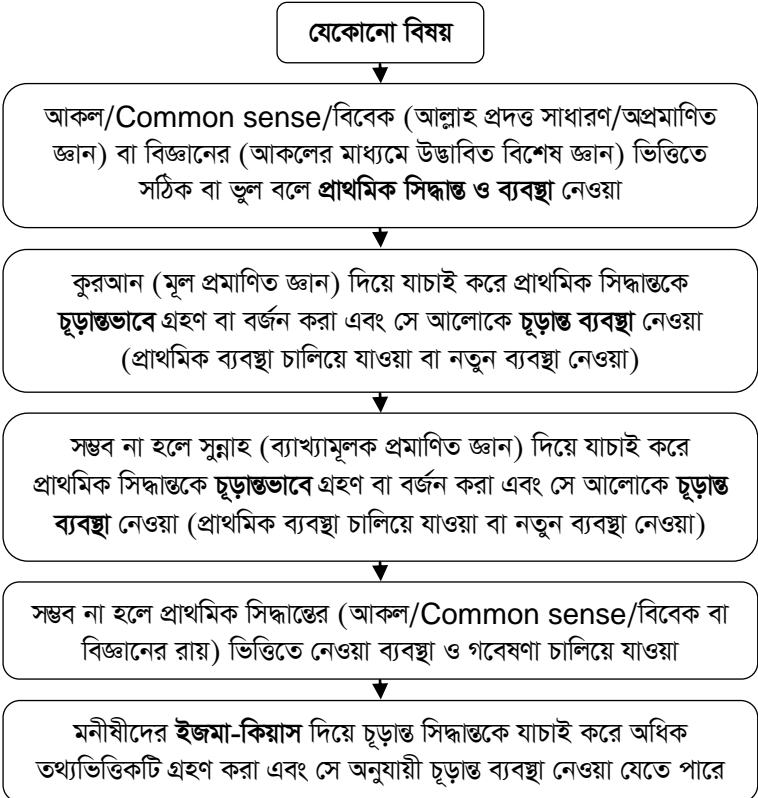 যেকোনো বিষয়
আকল/Common sense/বিবেক (আল্লাহ প্রদত্ত সাধারণ/অপ্রমাণিত
জ্ঞান) বা বিজ্ঞানের (আকলের মাধ্যমে উদ্ভাবিত বিশেষ জ্ঞান) ভিত্তিতে
সঠিক বা ভুল বলে প্রাথমিক সিদ্ধান্ত ও ব্যবস্থা নেওয়া
কুরআন (মূল প্রমাণিত জ্ঞান) দিয়ে যাচাই করে প্রাথমিক সিদ্ধান্তকে
চূড়ান্তভাবে গ্রহণ বা বর্জন করা এবং সে আলোকে চূড়ান্ত ব্যবস্থা নেওয়া
(প্রাথমিক ব্যবস্থা চালিয়ে যাওয়া বা নতুন ব্যবস্থা নেওয়া)
সম্ভব না হলে সুন্নাহ (ব্যাখ্যামূলক প্রমাণিত জ্ঞান) দিয়ে যাচাই করে
প্রাথমিক সিদ্ধান্তকে চূড়ান্তভাবে গ্রহণ বা বর্জন করা এবং সে আলোকে চূড়ান্ত
ব্যবস্থা নেওয়া (প্রাথমিক ব্যবস্থা চালিয়ে যাওয়া বা নতুন ব্যবস্থা নেওয়া)
সম্ভব না হলে প্রাথমিক সিদ্ধান্তের (আকল/Common sense/বিবেক বা
বিজ্ঞানের রায়) ভিত্তিতে নেওয়া ব্যবস্থা ও গবেষণা চালিয়ে যাওয়া
মনীষীদের ইজমা-কিয়াস দিয়ে চূড়ান্ত সিদ্ধান্তকে যাচাই করে অধিক
তথ্যভিত্তিকটি গ্রহণ করা এবং সে অনুযায়ী চূড়ান্ত ব্যবস্থা নেওয়া যেতে পারে